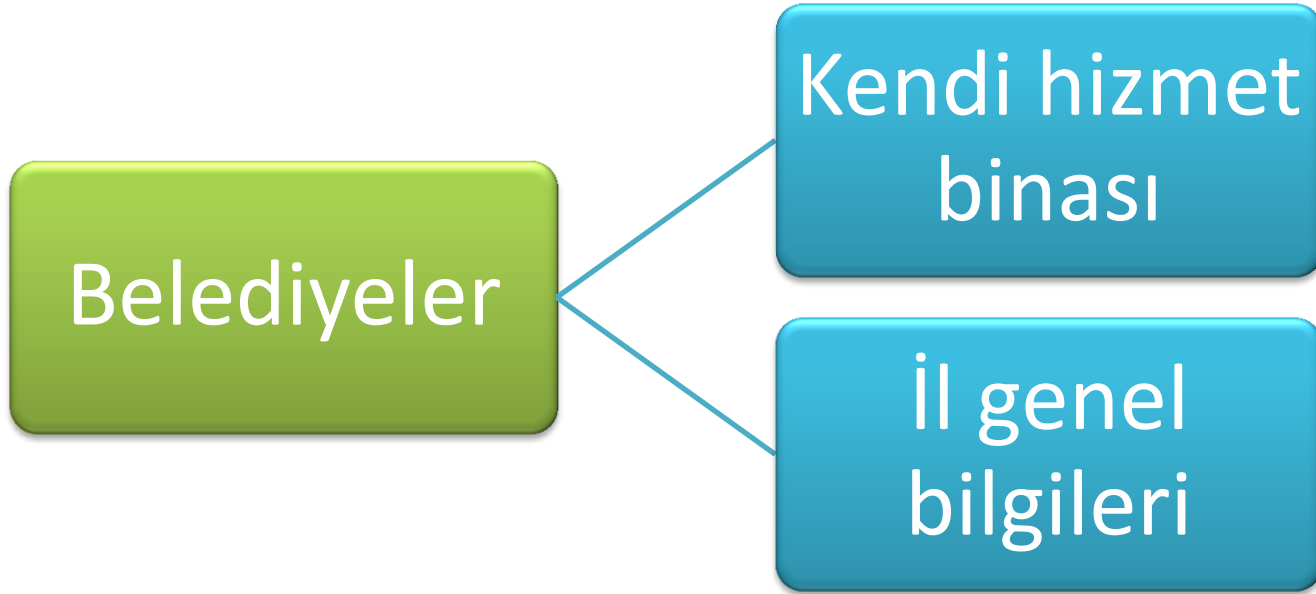 Belediyeler
Kendi hizmet
binası
İl genel
bilgileri